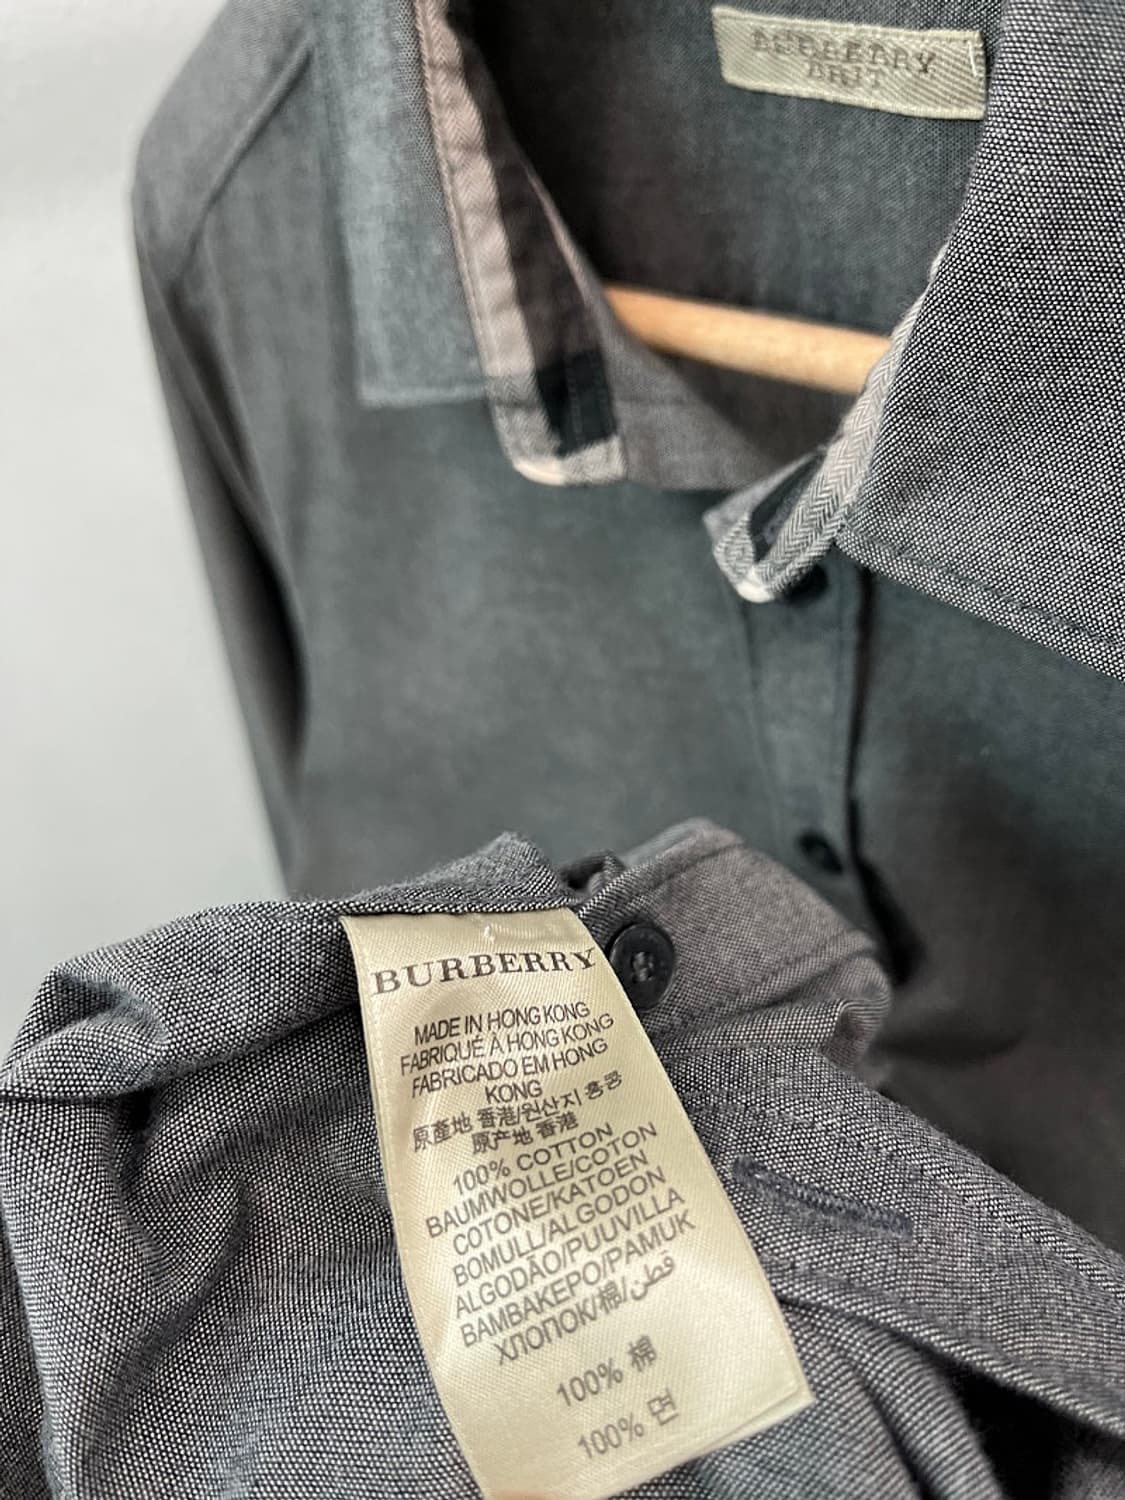 BURBERRY
BRIT
BURBERRY
MADE IN HONG KONG
FABRIQUÉ À HONG KONG
FABRICADO EM HONG
KONG
原產地 香港/원산지 홍콩
原产地 香港
100% COTTON
BAUMWOLLE/COTON
COTONE/KATOEN
BOMULL/ALGODON
ALGODÃO/PUUVILLA
BAMBAKEPO/PAMUK
ХЛОПОК/棉/قطن
100% 棉
100% 면